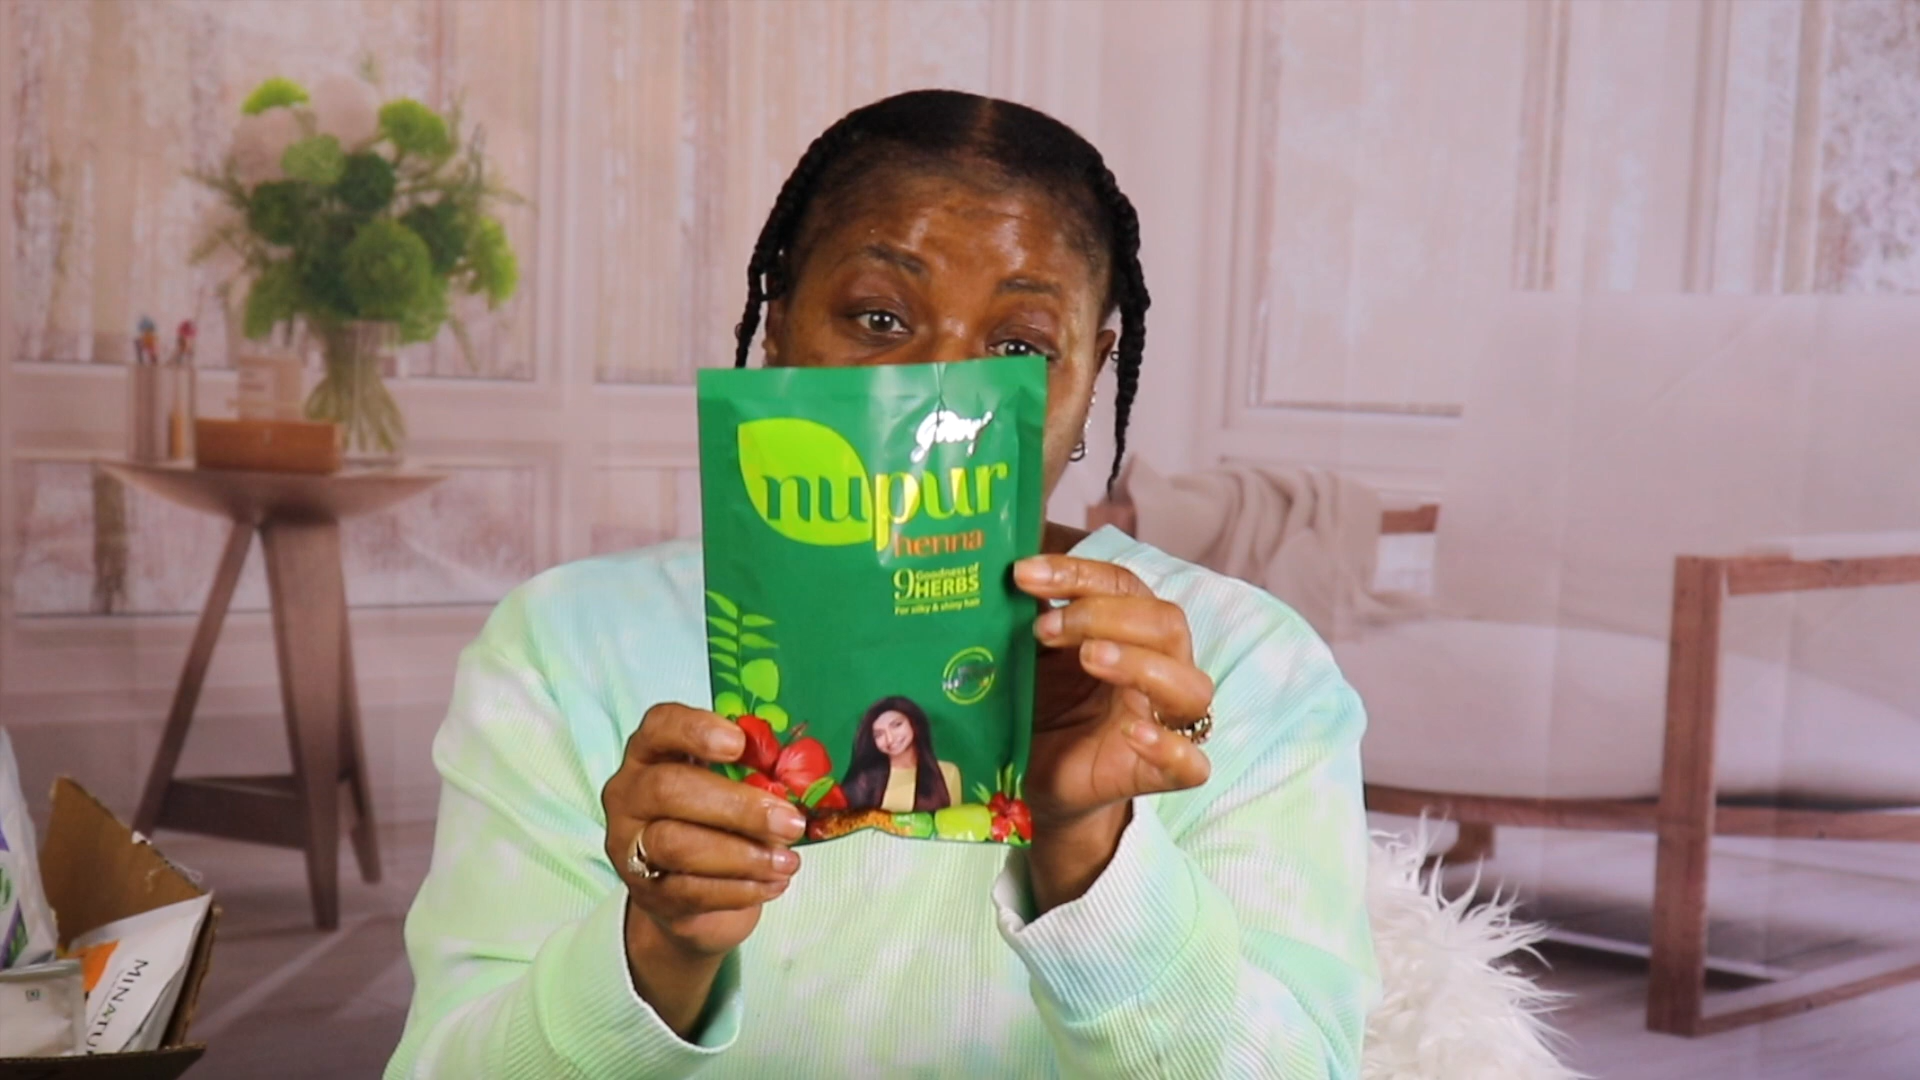 Godrej
nupur
henna
9 Goodness of
HERBS
For silky & shiny hair
MINATU